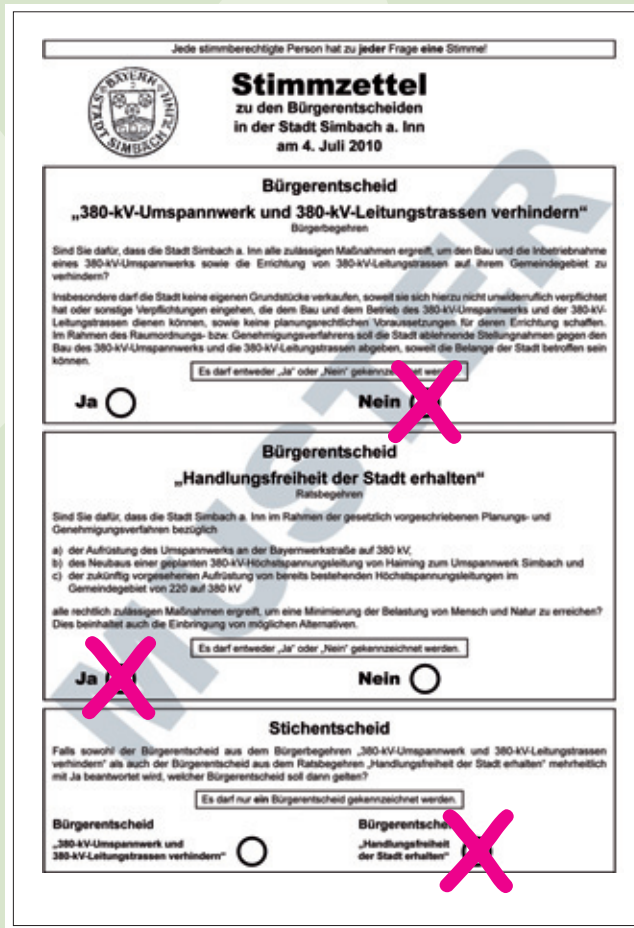 Jede stimmberechtigte Person hat zu jeder Frage eine Stimme!
BAYERN
STADT SIMBACH
Stimmzettel
zu den Bürgerentscheiden
in der Stadt Simbach a. Inn
am 4. Juli 2010
Bürgerentscheid
„380-kV-Umspannwerk und 380-kV-Leitungstrassen verhindern“
Bürgerbegehren
Sind Sie dafür, dass die Stadt Simbach a. Inn alle zulässigen Maßnahmen ergreift, um den Bau und die Inbetriebnahme
eines 380-kV-Umspannwerks sowie die Errichtung von 380-kV-Leitungstrassen auf ihrem Gemeindegebiet zu
verhindern?
Insbesondere darf die Stadt keine eigenen Grundstücke verkaufen, soweit sie sich hierzu nicht unwiderruflich verpflichtet
hat oder sonstige Verpflichtungen eingehen, die dem Bau und dem Betrieb des 380-kV-Umspannwerks und der 380-kV-
Leitungstrassen dienen können, sowie keine planungsrechtlichen Voraussetzungen für deren Errichtung schaffen.
Im Rahmen des Raumordnungs- bzw. Genehmigungsverfahrens soll die Stadt ablehnende Stellungnahmen gegen den
Bau des 380-kV-Umspannwerks und die 380-kV-Leitungstrassen abgeben, soweit die Belange der Stadt betroffen sein
können.
Es darf entweder „Ja“ oder „Nein“ gekennzeichnet werden.
Ja
Nein
Bürgerentscheid
„Handlungsfreiheit der Stadt erhalten“
Ratsbegehren
Sind Sie dafür, dass die Stadt Simbach a. Inn im Rahmen der gesetzlich vorgeschriebenen Planungs- und
Genehmigungsverfahren bezüglich
a) der Aufrüstung des Umspannwerks an der Bayernwerkstraße auf 380 kV,
b) des Neubaus einer geplanten 380-kV-Höchstspannungsleitung von Haiming zum Umspannwerk Simbach und
c) der zukünftig vorgesehenen Aufrüstung von bereits bestehenden Höchstspannungsleitungen im
Gemeindegebiet von 220 auf 380 kV
alle rechtlich zulässigen Maßnahmen ergreift, um eine Minimierung der Belastung von Mensch und Natur zu erreichen?
Dies beinhaltet auch die Einbringung von möglichen Alternativen.
Es darf entweder „Ja“ oder „Nein“ gekennzeichnet werden.
Ja
Nein
Stichentscheid
Falls sowohl der Bürgerentscheid aus dem Bürgerbegehren „380-kV-Umspannwerk und 380-kV-Leitungstrassen
verhindern“ als auch der Bürgerentscheid aus dem Ratsbegehren „Handlungsfreiheit der Stadt erhalten“ mehrheitlich
mit Ja beantwortet wird, welcher Bürgerentscheid soll dann gelten?
Es darf nur ein Bürgerentscheid gekennzeichnet werden.
Bürgerentscheid
„380-kV-Umspannwerk und
380-kV-Leitungstrassen verhindern“
Bürgerentscheid
„Handlungsfreiheit
der Stadt erhalten“
MUSTER